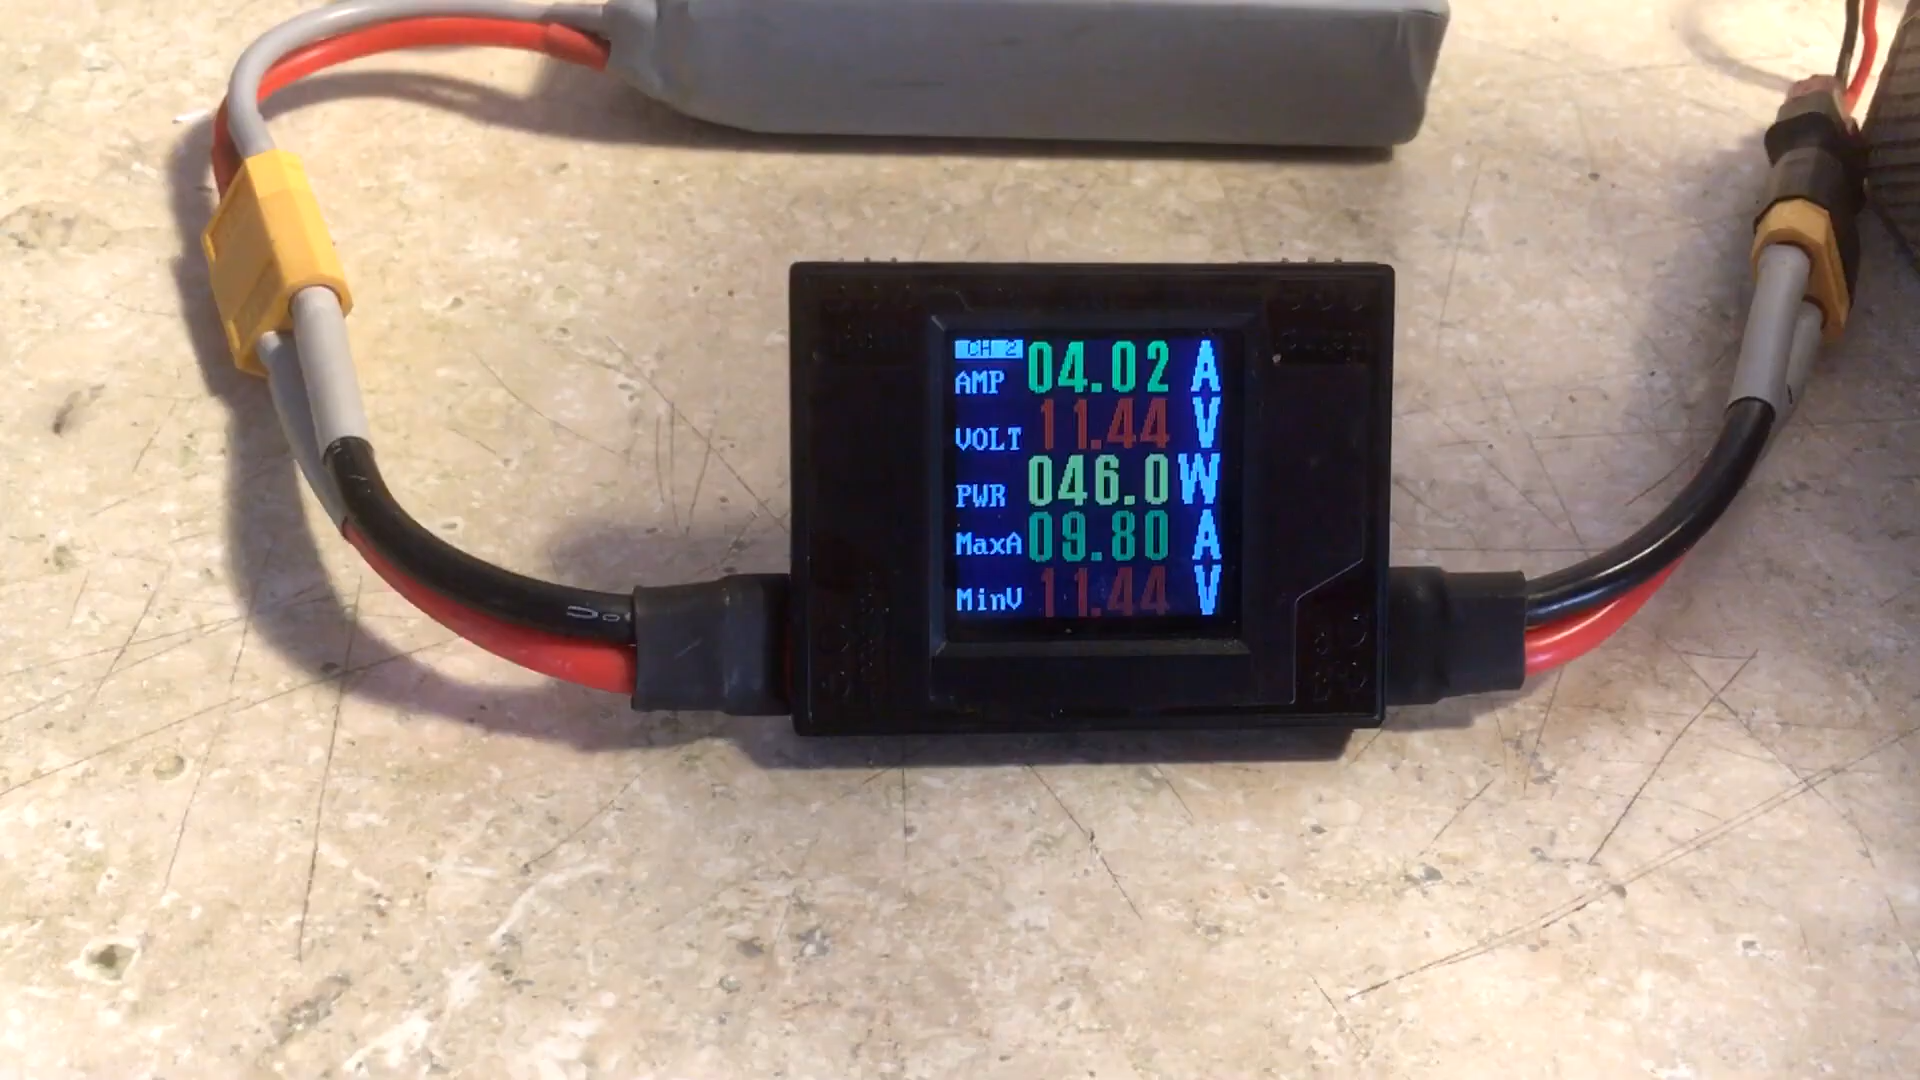 CH 2
AMP 04.02 A
VOLT 11.44 V
PWR 046.0 W
MaxA 09.80 A
MinV 11.44 V